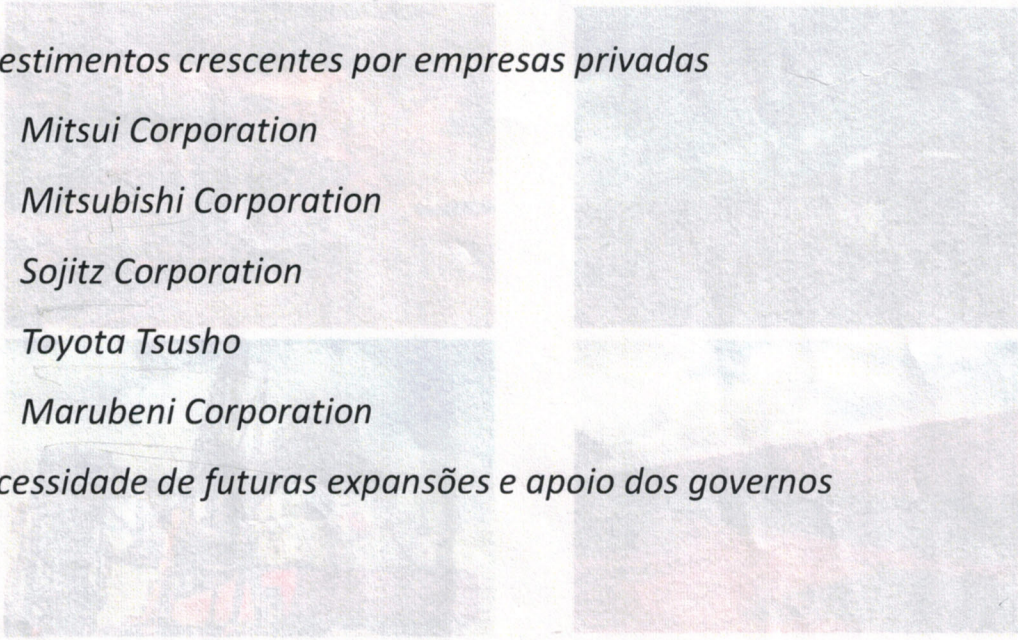 estimentos crescentes por empresas privadas
Mitsui Corporation
Mitsubishi Corporation
Sojitz Corporation
Toyota Tsusho
Marubeni Corporation
cessidade de futuras expansões e apoio dos governos